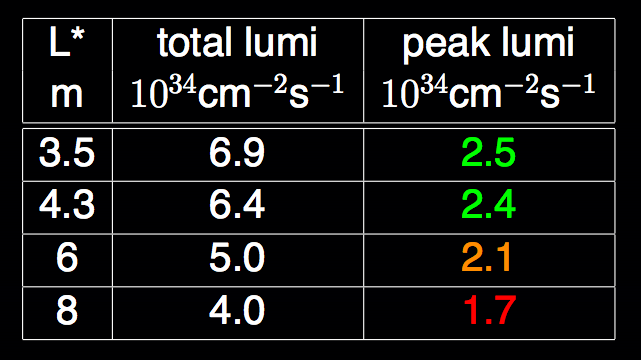 L* total lumi peak lumi
m 10³⁴cm⁻²s⁻¹ 10³⁴cm⁻²s⁻¹
3.5 6.9 2.5
4.3 6.4 2.4
6 5.0 2.1
8 4.0 1.7